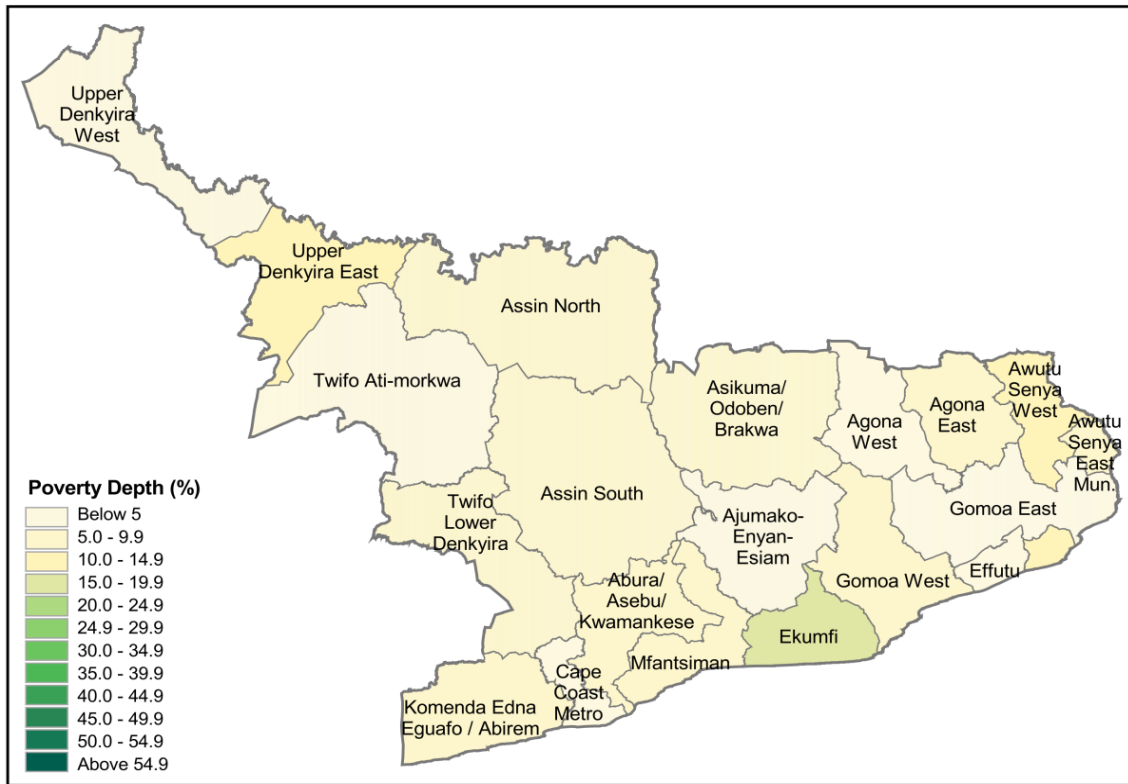 Upper
Denkyira
West
Upper
Denkyira East
Assin North
Twifo Ati-morkwa
Asikuma/
Odoben/
Brakwa
Agona
West
Agona
East
Awutu
Senya
West
Awutu
Senya
East
Mun.
Assin South
Twifo
Lower
Denkyira
Ajumako-
Enyan-
Esiam
Gomoa East
Effutu
Gomoa West
Abura/
Asebu/
Kwamankese
Ekumfi
Mfantsiman
Cape
Coast
Metro
Komenda Edna
Eguafo / Abirem
Poverty Depth (%)
Below 5
5.0 - 9.9
10.0 - 14.9
15.0 - 19.9
20.0 - 24.9
24.9 - 29.9
30.0 - 34.9
35.0 - 39.9
40.0 - 44.9
45.0 - 49.9
50.0 - 54.9
Above 54.9